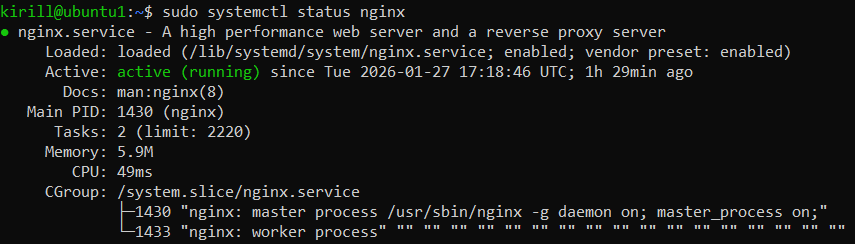 kirill@ubuntu1:~$ sudo systemctl status nginx
● nginx.service - A high performance web server and a reverse proxy server
Loaded: loaded (/lib/systemd/system/nginx.service; enabled; vendor preset: enabled)
Active: active (running) since Tue 2026-01-27 17:18:46 UTC; 1h 29min ago
Docs: man:nginx(8)
Main PID: 1430 (nginx)
Tasks: 2 (limit: 2220)
Memory: 5.9M
CPU: 49ms
CGroup: /system.slice/nginx.service
├─1430 "nginx: master process /usr/sbin/nginx -g daemon on; master_process on;"
└─1433 "nginx: worker process" "" "" "" "" "" "" "" "" "" "" "" "" "" "" "" "" ""